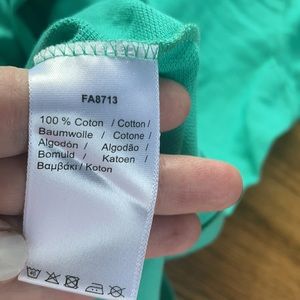 FA8713
100 % Coton / Cotton /
Baumwolle / Cotone /
Algodón / Algodão /
Bomuld / Katoen /
Βαμβάκι / Koton